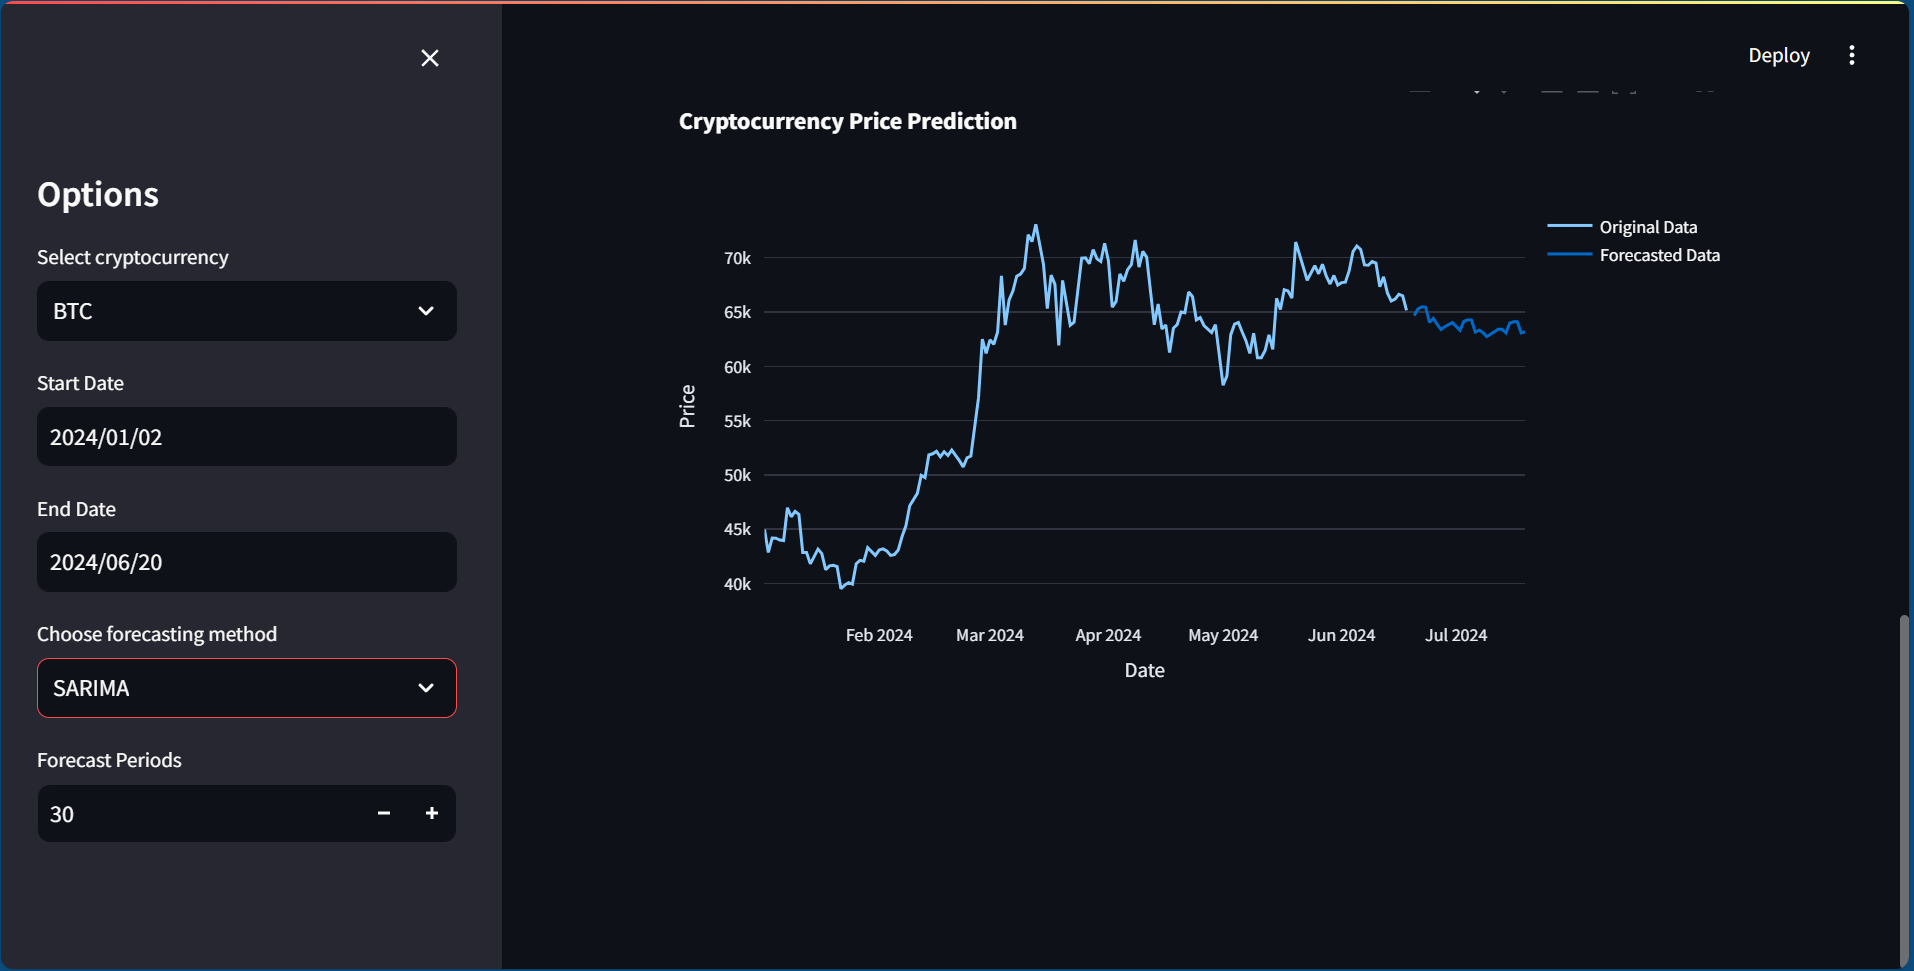 Deploy
Options
Select cryptocurrency
BTC
Start Date
2024/01/02
End Date
2024/06/20
Choose forecasting method
SARIMA
Forecast Periods
30
Cryptocurrency Price Prediction
Original Data
Forecasted Data
70k
65k
60k
55k
50k
45k
40k
Price
Feb 2024 Mar 2024 Apr 2024 May 2024 Jun 2024 Jul 2024
Date